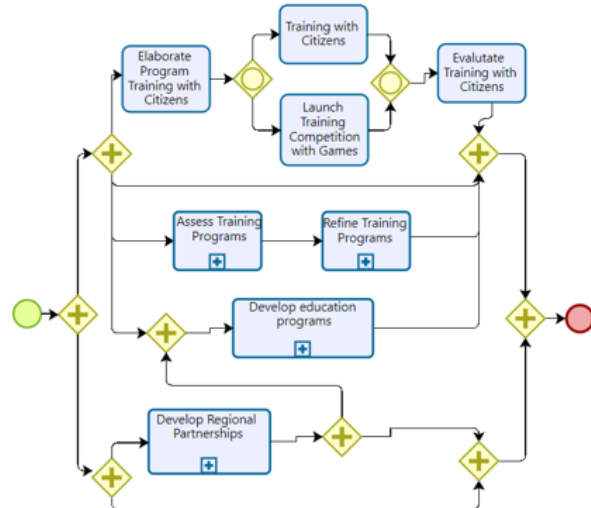 Elaborate
Program
Training with
Citizens
Training with
Citizens
Launch
Training
Competition
with Games
Evalutate
Training with
Citizens
Assess Training
Programs
Refine Training
Programs
Develop education
programs
Develop Regional
Partnerships